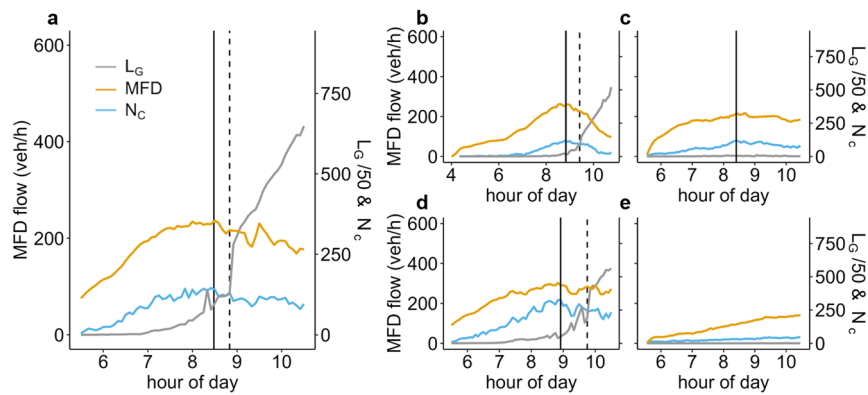 a
600
400
200
0
MFD flow (veh/h)
L_G
MFD
N_C
750
500
250
0
L_G /50 & N_C
6 7 8 9 10
hour of day
b
600
400
200
0
MFD flow (veh/h)
4 6 8 10
hour of day
c
750
500
250
0
L_G /50 & N_C
6 7 8 9 10
hour of day
d
600
400
200
0
MFD flow (veh/h)
6 7 8 9 10
hour of day
e
750
500
250
0
L_G /50 & N_C
6 7 8 9 10
hour of day